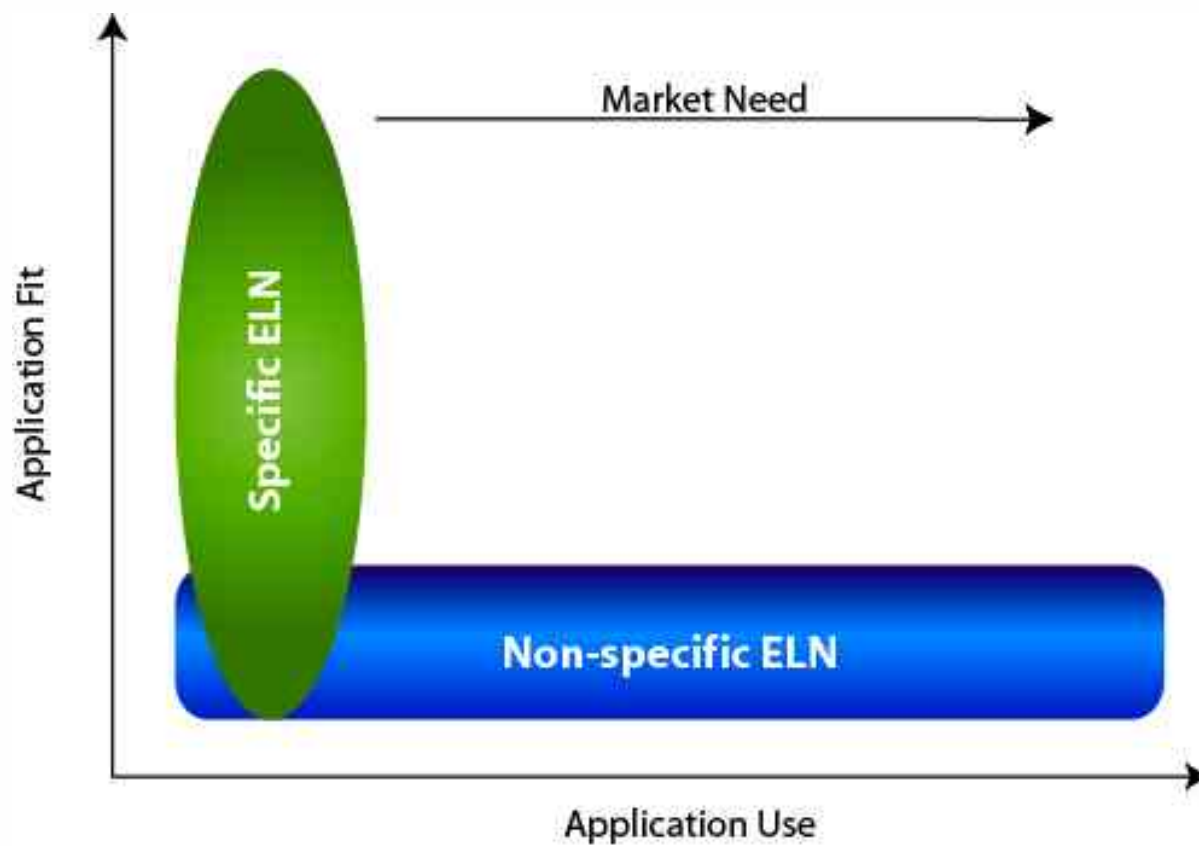 Market Need
Application Fit
Specific ELN
Non-specific ELN
Application Use